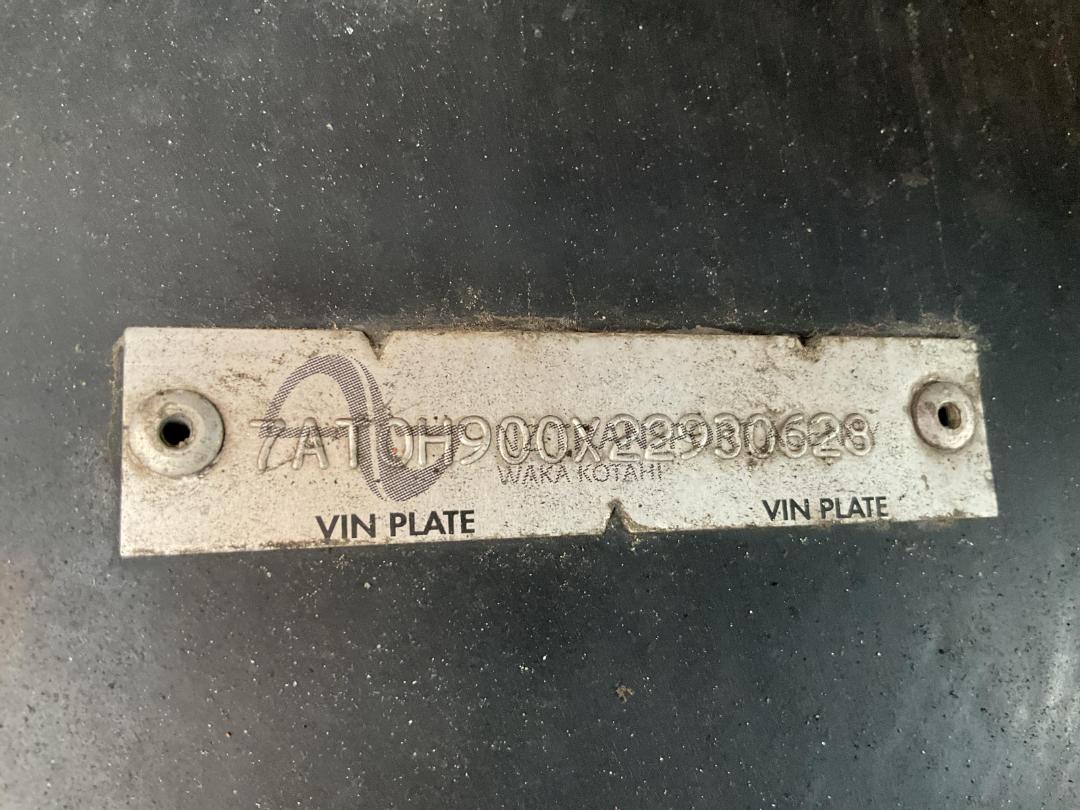 7AT0H900X22930628
WAKA KOTAHI
VIN PLATE VIN PLATE